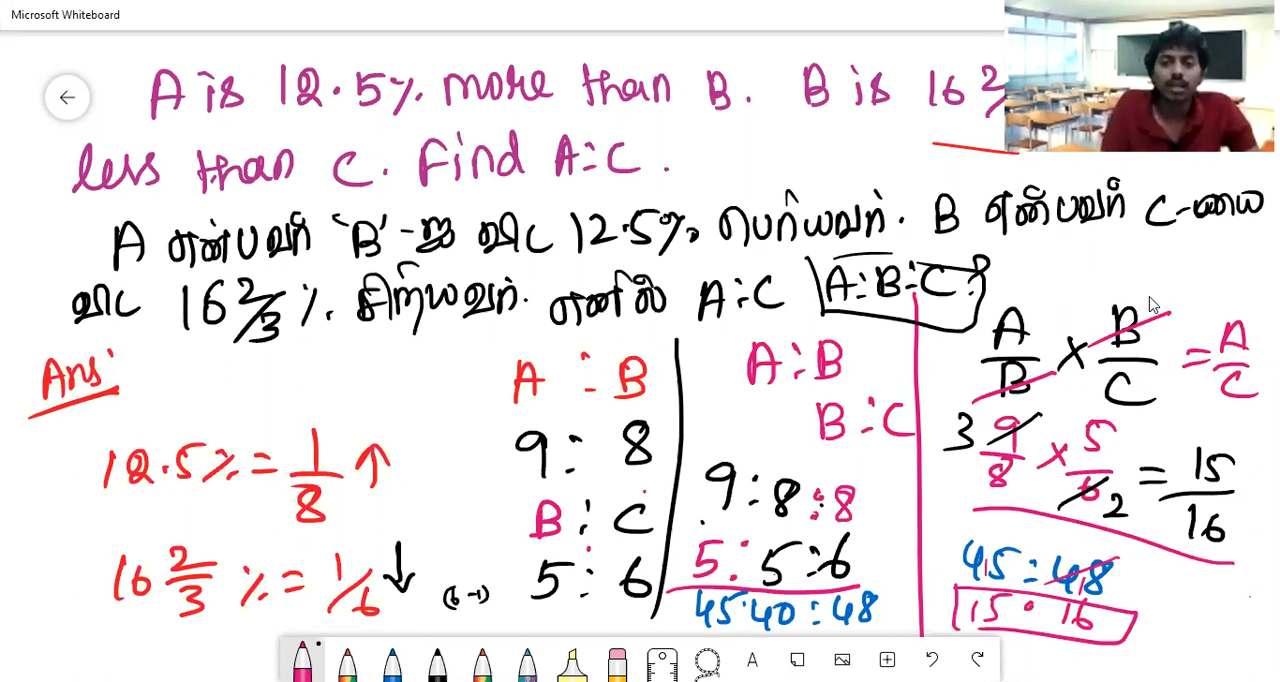 Microsoft Whiteboard
A is 12.5% more than B. B is 16 2/
less than C. Find A:C.
A என்பவர் 'B'-ஐ விட 12.5% பெரியவர். B என்பவர் C-யை
விட 16 2/3 %. சிறியவர். எனில் A:C A:B:C?
Ans:
12.5% = 1/8 ↑
16 2/3 % = 1/6 ↓
(6-1)
A : B
9 : 8
B : C
5 : 6
A : B
B : C
9 : 8 : 8
5 : 5 : 6
45:40:48
A/B × B/C = A/C
3 9/8 × 5/6 2 = 15/16
45 : 48
15 : 16
A